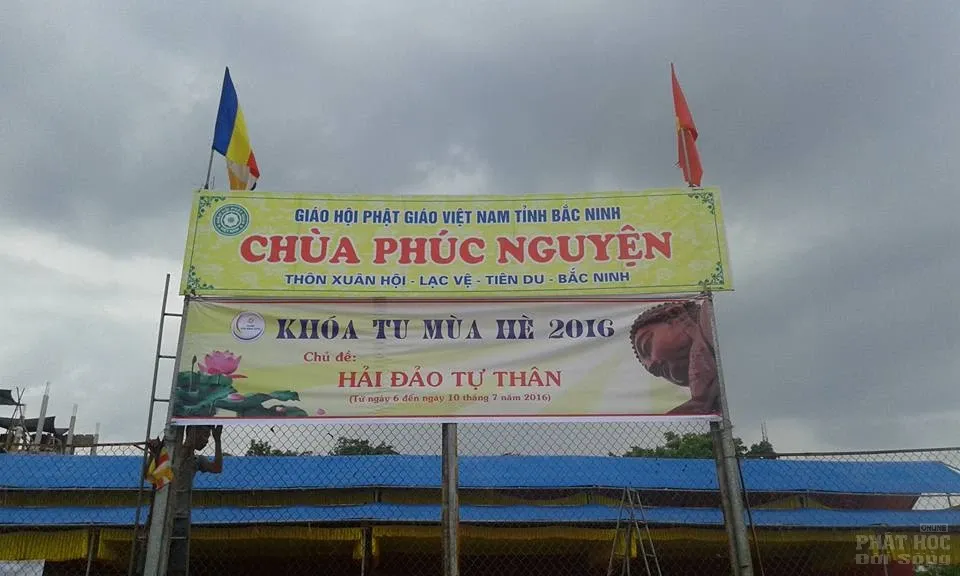 GIÁO HỘI PHẬT GIÁO VIỆT NAM TỈNH BẮC NINH
CHÙA PHÚC NGUYỆN
THÔN XUÂN HỘI - LẠC VỆ - TIÊN DU - BẮC NINH
KHÓA TU MÙA HÈ 2016
Chủ đề:
HẢI ĐẢO TỰ THÂN
(Từ ngày 6 đến ngày 10 tháng 7 năm 2016)
PHẬT HỌC
Đời Sống